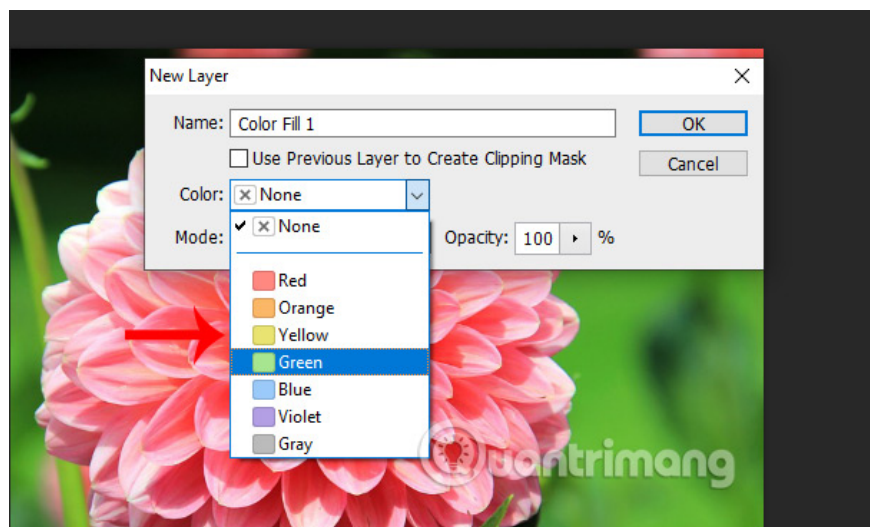 New Layer
Name: Color Fill 1
OK
Use Previous Layer to Create Clipping Mask
Cancel
Color: None
Mode:
None
Opacity: 100 %
Red
Orange
Yellow
Green
Blue
Violet
Gray
Quantrimang